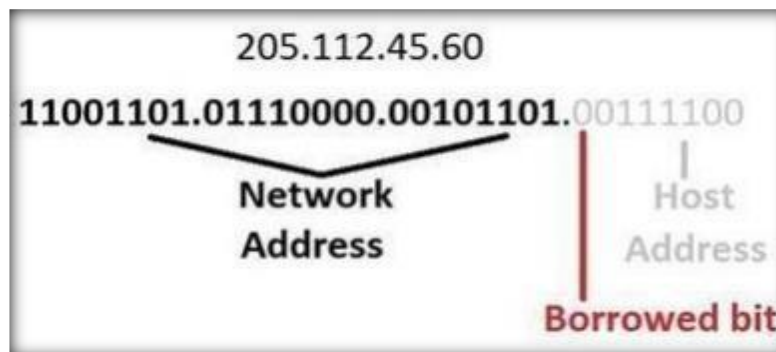 205.112.45.60
11001101.01110000.00101101.00111100
Network
Address
Host
Address
Borrowed bit